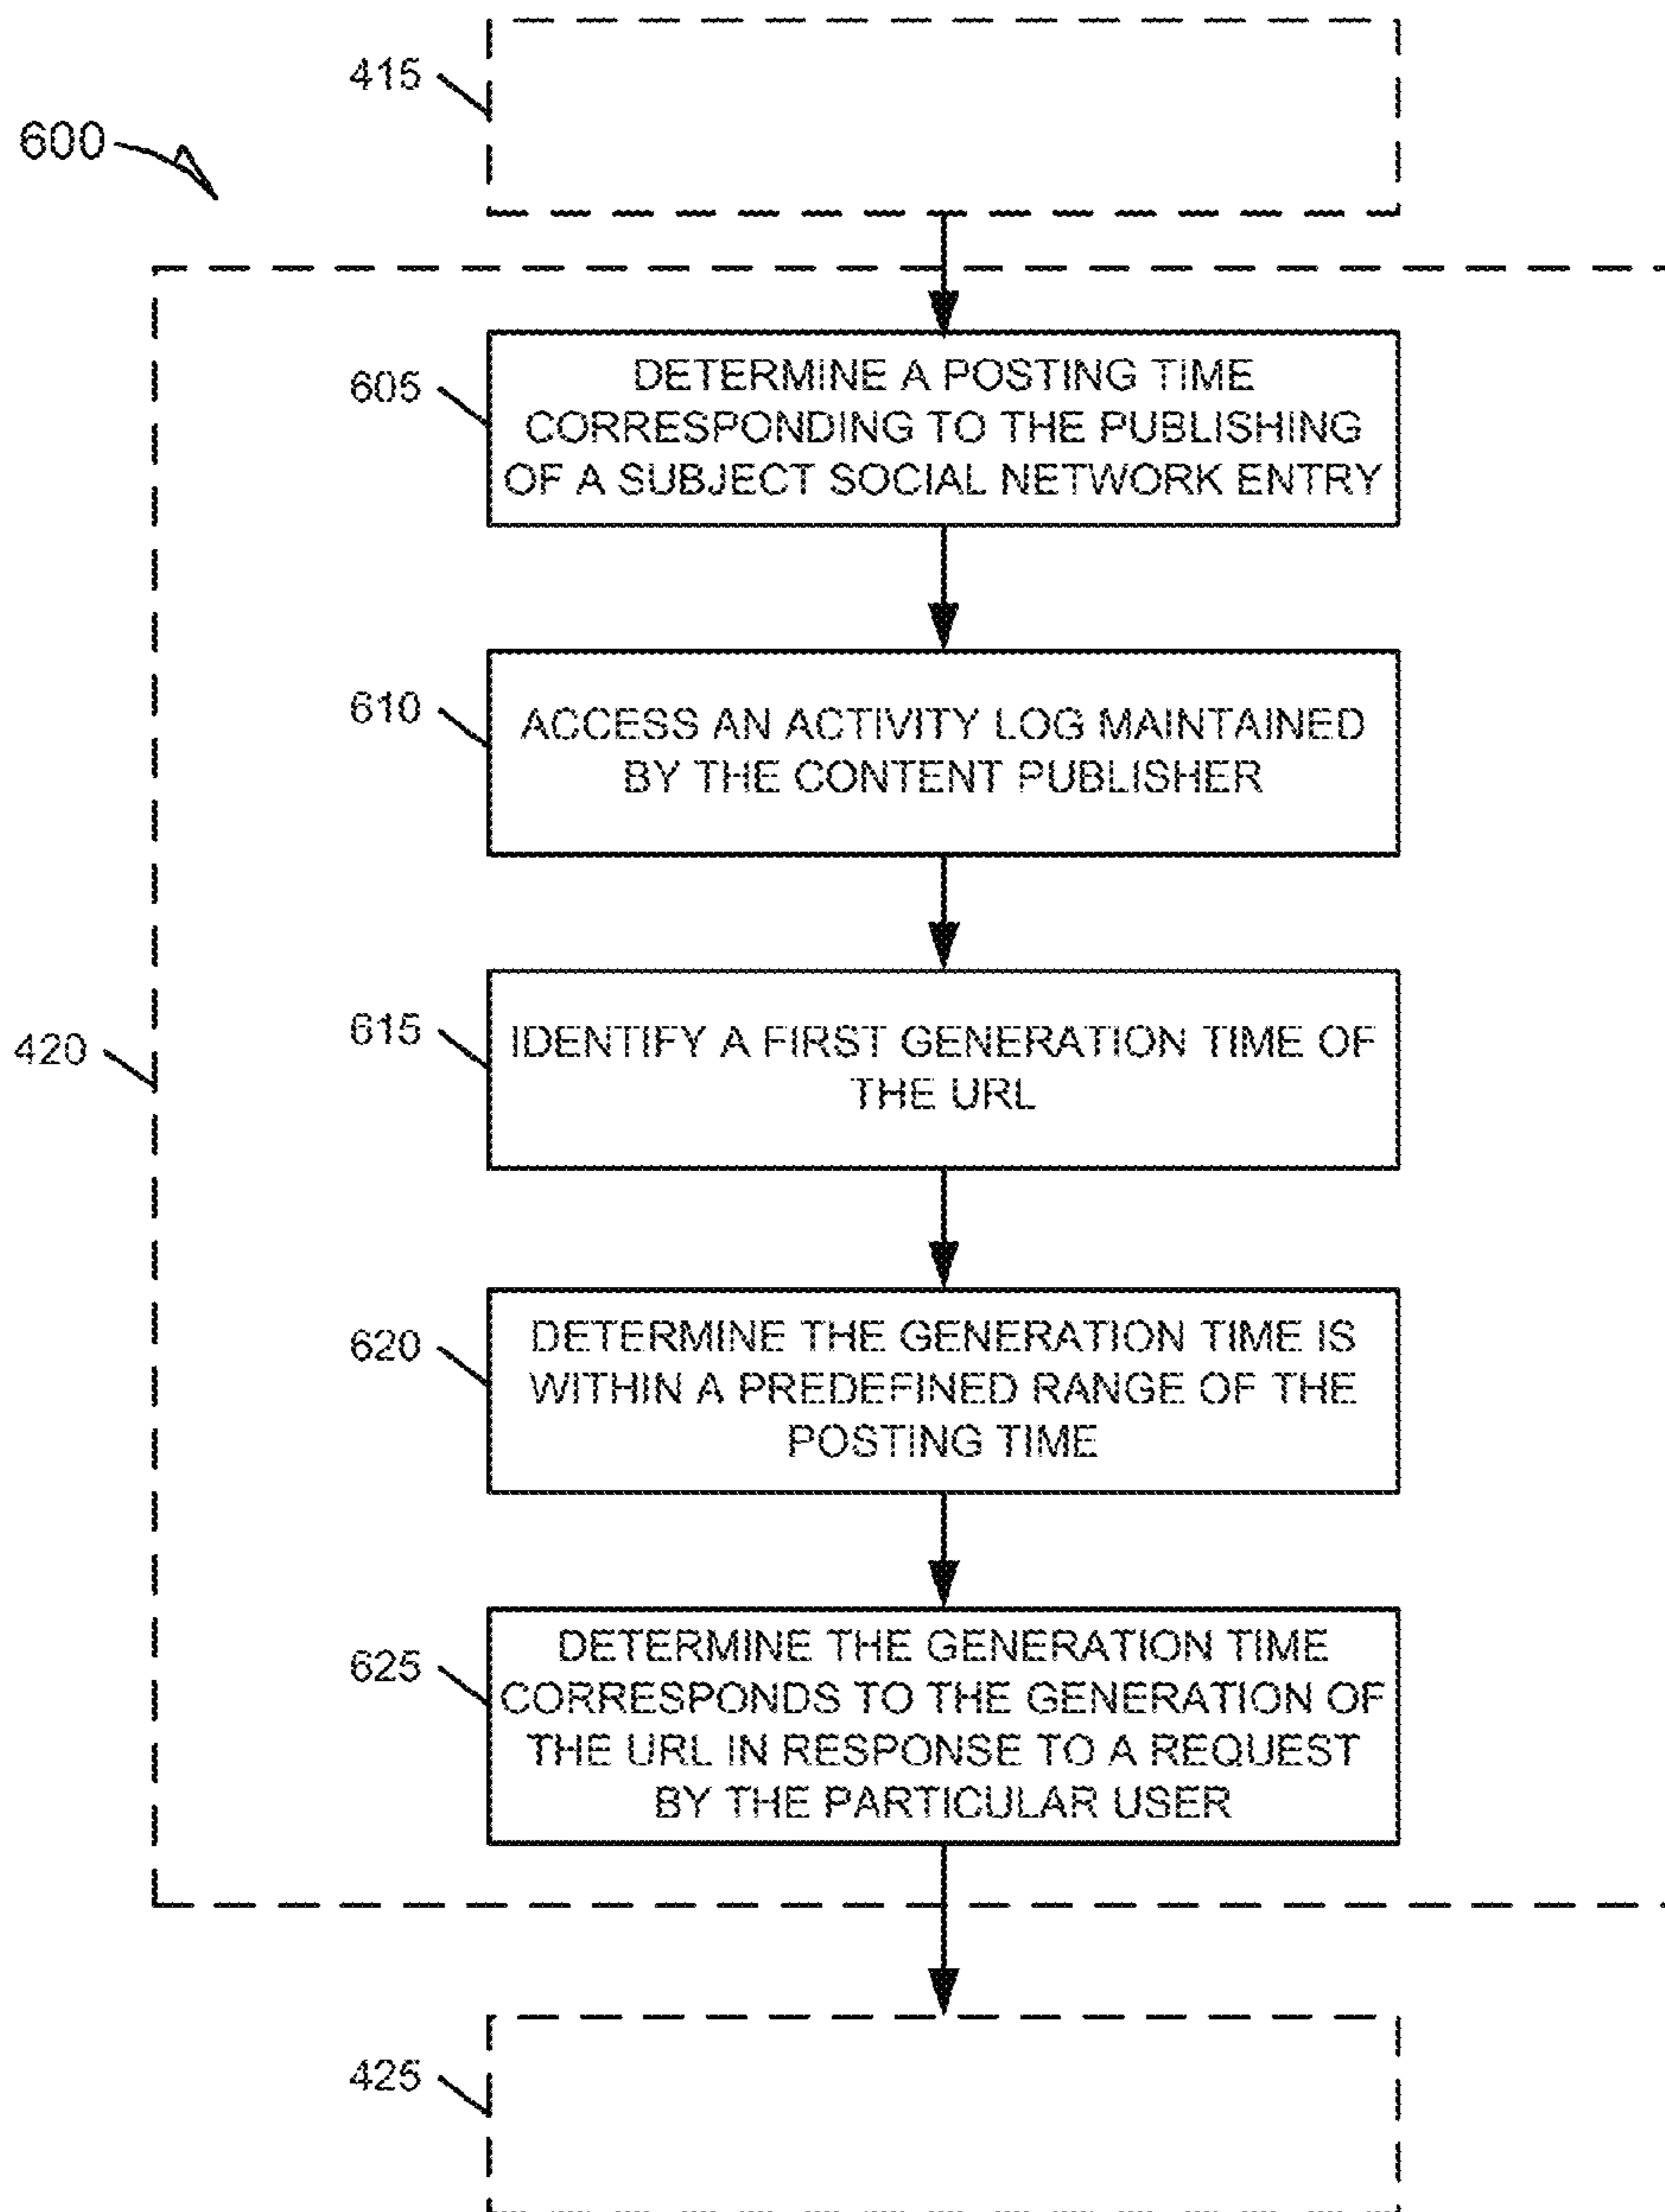 415
600
605
DETERMINE A POSTING TIME
CORRESPONDING TO THE PUBLISHING
OF A SUBJECT SOCIAL NETWORK ENTRY
610
ACCESS AN ACTIVITY LOG MAINTAINED
BY THE CONTENT PUBLISHER
420
615
IDENTIFY A FIRST GENERATION TIME OF
THE URL
620
DETERMINE THE GENERATION TIME IS
WITHIN A PREDEFINED RANGE OF THE
POSTING TIME
625
DETERMINE THE GENERATION TIME
CORRESPONDS TO THE GENERATION OF
THE URL IN RESPONSE TO A REQUEST
BY THE PARTICULAR USER
425